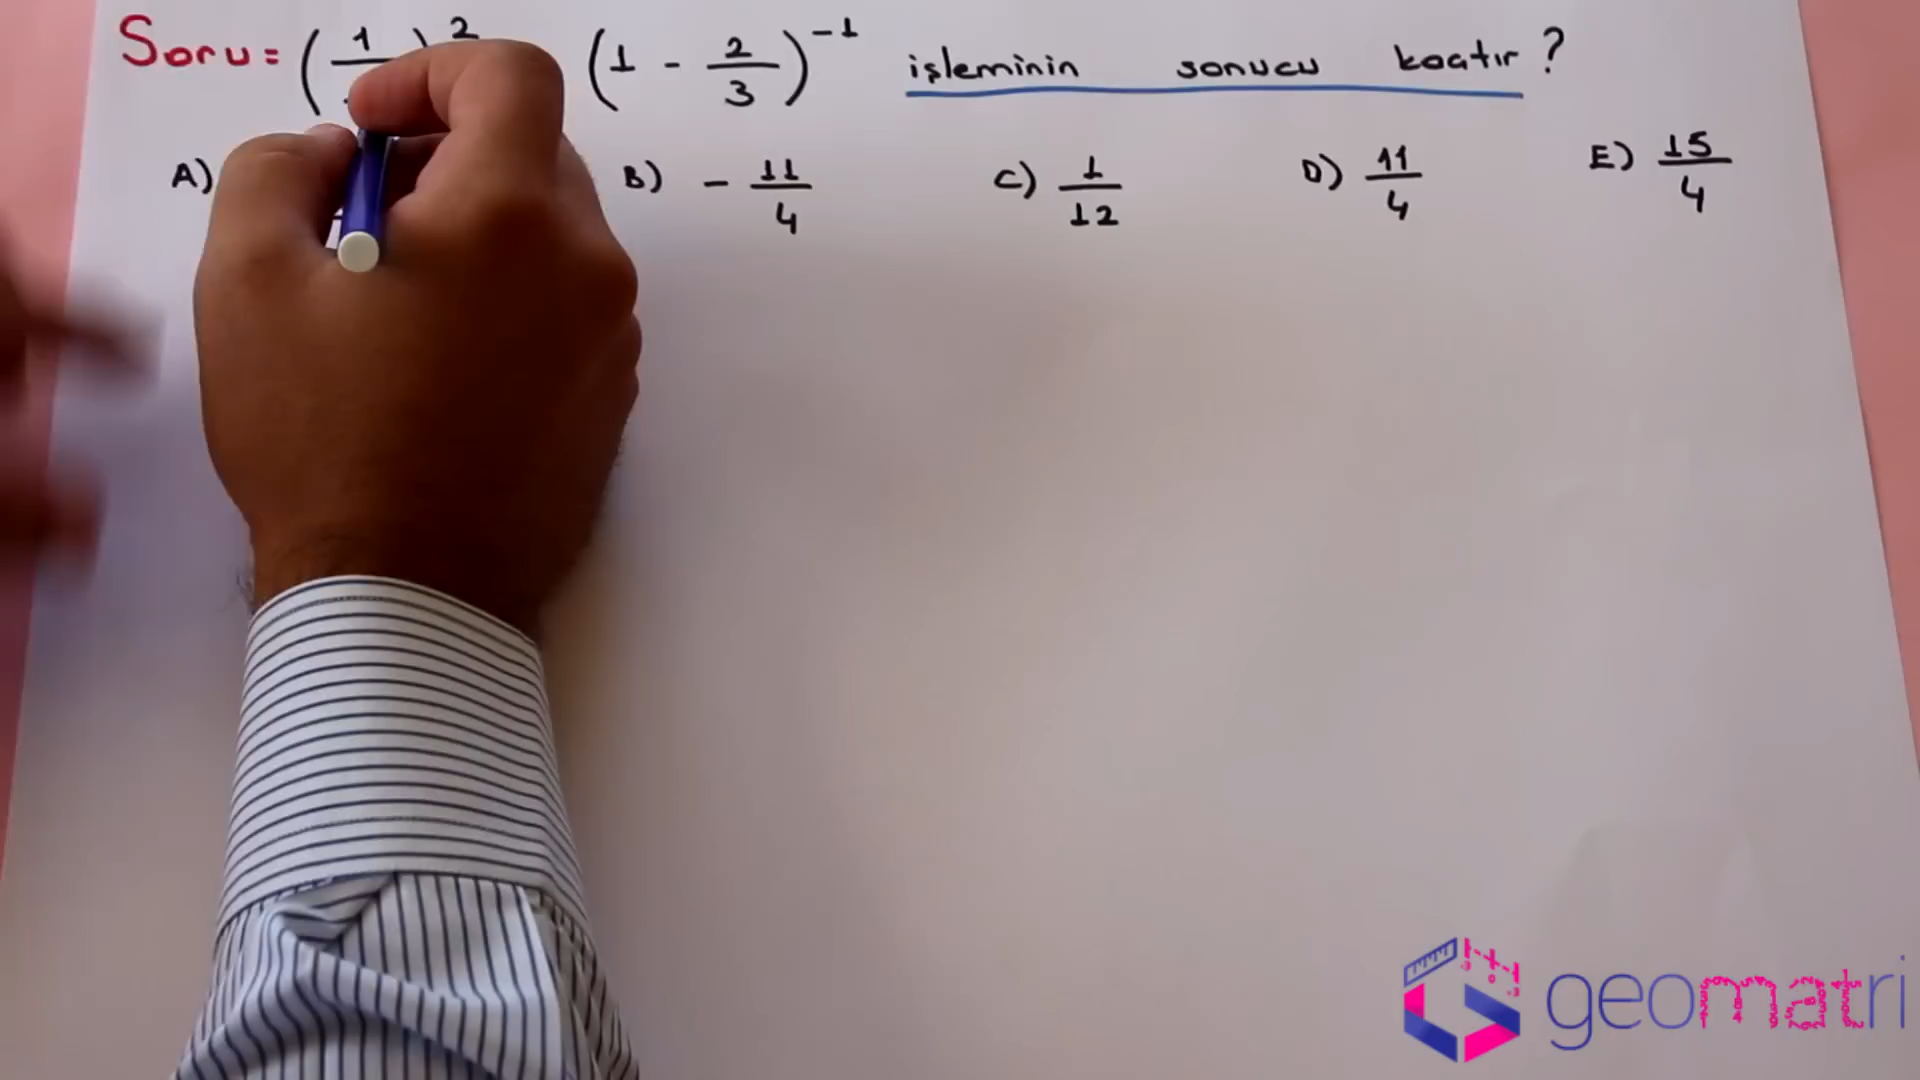 Soru = (1 )² (1 - 2/3)⁻¹ işleminin sonucu kaçtır ?
A) B) - 11/4 C) 1/12 D) 11/4 E) 15/4
geomatri